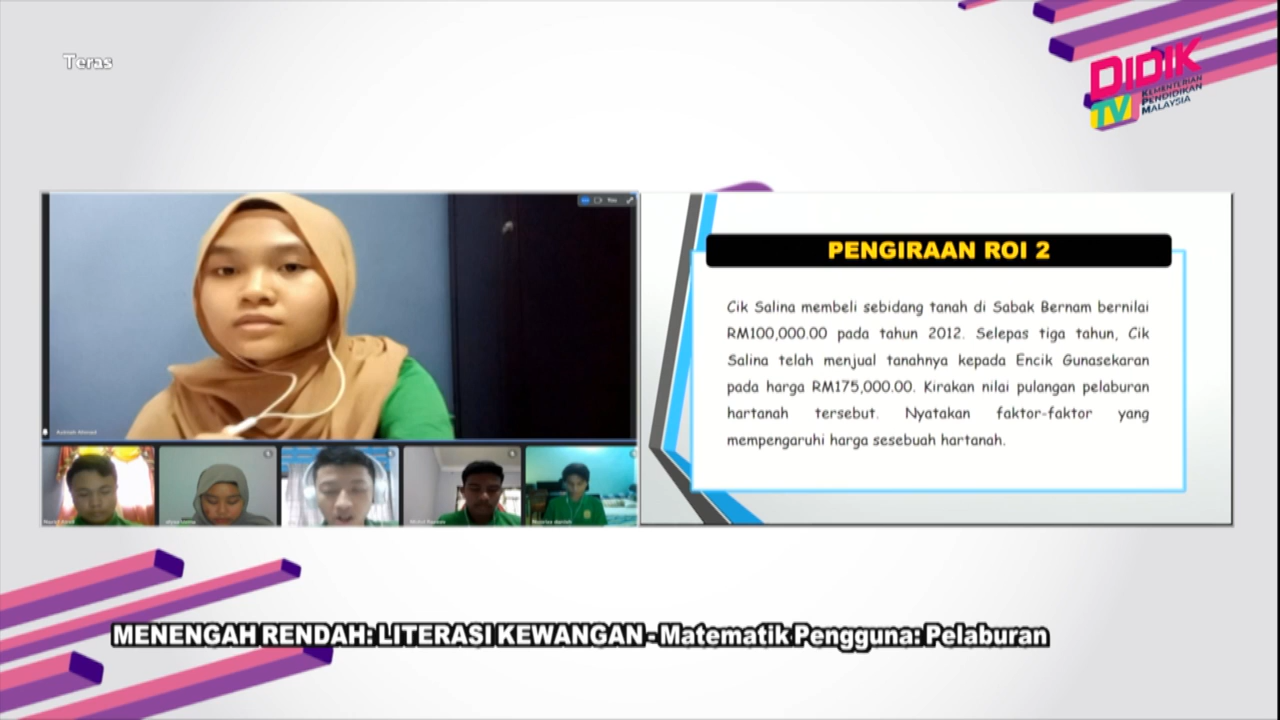 Teras
DIDIK
TV
KEMENTERIAN
PENDIDIKAN
MALAYSIA
PENGIRAAN ROI 2
Cik Salina membeli sebidang tanah di Sabak Bernam bernilai
RM100,000.00 pada tahun 2012. Selepas tiga tahun, Cik
Salina telah menjual tanahnya kepada Encik Gunasekaran
pada harga RM175,000.00. Kirakan nilai pulangan pelaburan
hartanah tersebut. Nyatakan faktor-faktor yang
mempengaruhi harga sesebuah hartanah.
MENENGAH RENDAH: LITERASI KEWANGAN - Matematik Pengguna: Pelaburan